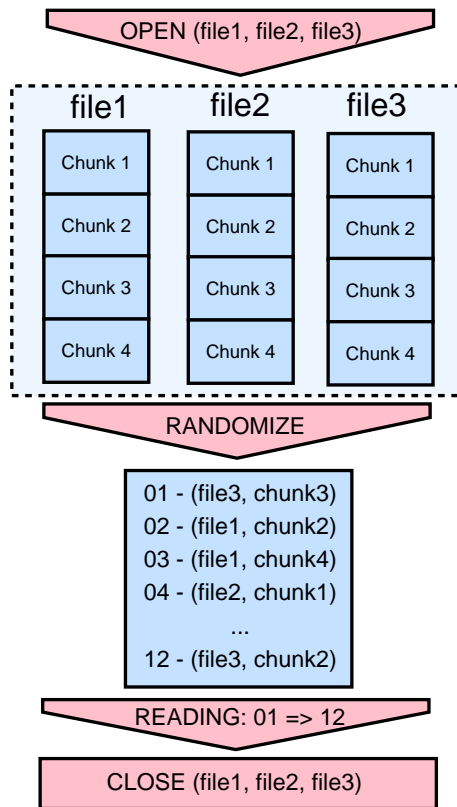 OPEN (file1, file2, file3)
file1 file2 file3
Chunk 1 Chunk 1 Chunk 1
Chunk 2 Chunk 2 Chunk 2
Chunk 3 Chunk 3 Chunk 3
Chunk 4 Chunk 4 Chunk 4
RANDOMIZE
01 - (file3, chunk3)
02 - (file1, chunk2)
03 - (file1, chunk4)
04 - (file2, chunk1)
...
12 - (file3, chunk2)
READING: 01 => 12
CLOSE (file1, file2, file3)